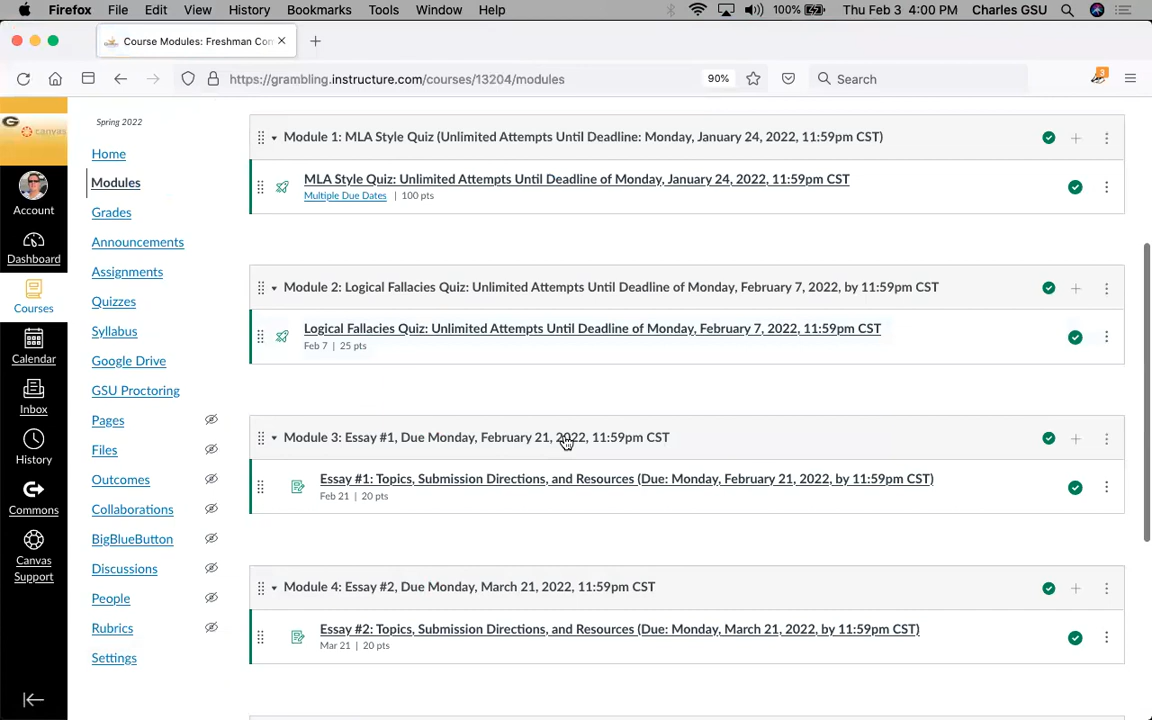 Firefox File Edit View History Bookmarks Tools Window Help 100% Thu Feb 3 4:00 PM Charles GSU
Course Modules: Freshman Con
https://grambling.instructure.com/courses/13204/modules 90% Search 3
G canvas
Account
Dashboard
Courses
Calendar
Inbox
History
Commons
Canvas
Support
Spring 2022
Home
Modules
Grades
Announcements
Assignments
Quizzes
Syllabus
Google Drive
GSU Proctoring
Pages
Files
Outcomes
Collaborations
BigBlueButton
Discussions
People
Rubrics
Settings
Module 1: MLA Style Quiz (Unlimited Attempts Until Deadline: Monday, January 24, 2022, 11:59pm CST)
MLA Style Quiz: Unlimited Attempts Until Deadline of Monday, January 24, 2022, 11:59pm CST
Multiple Due Dates | 100 pts
Module 2: Logical Fallacies Quiz: Unlimited Attempts Until Deadline of Monday, February 7, 2022, by 11:59pm CST
Logical Fallacies Quiz: Unlimited Attempts Until Deadline of Monday, February 7, 2022, 11:59pm CST
Feb 7 | 25 pts
Module 3: Essay #1, Due Monday, February 21, 2022, 11:59pm CST
Essay #1: Topics, Submission Directions, and Resources (Due: Monday, February 21, 2022, by 11:59pm CST)
Feb 21 | 20 pts
Module 4: Essay #2, Due Monday, March 21, 2022, 11:59pm CST
Essay #2: Topics, Submission Directions, and Resources (Due: Monday, March 21, 2022, by 11:59pm CST)
Mar 21 | 20 pts